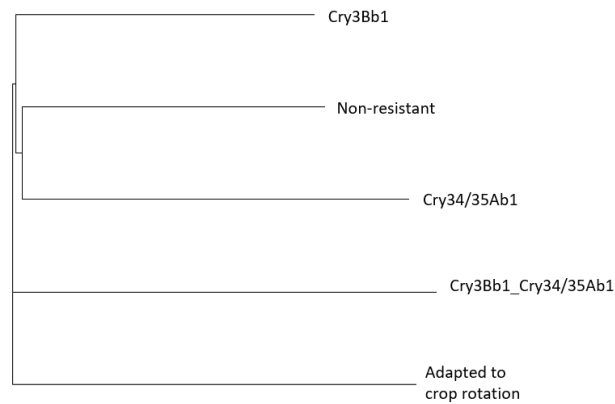 Cry3Bb1
Non-resistant
Cry34/35Ab1
Cry3Bb1_Cry34/35Ab1
Adapted to
crop rotation